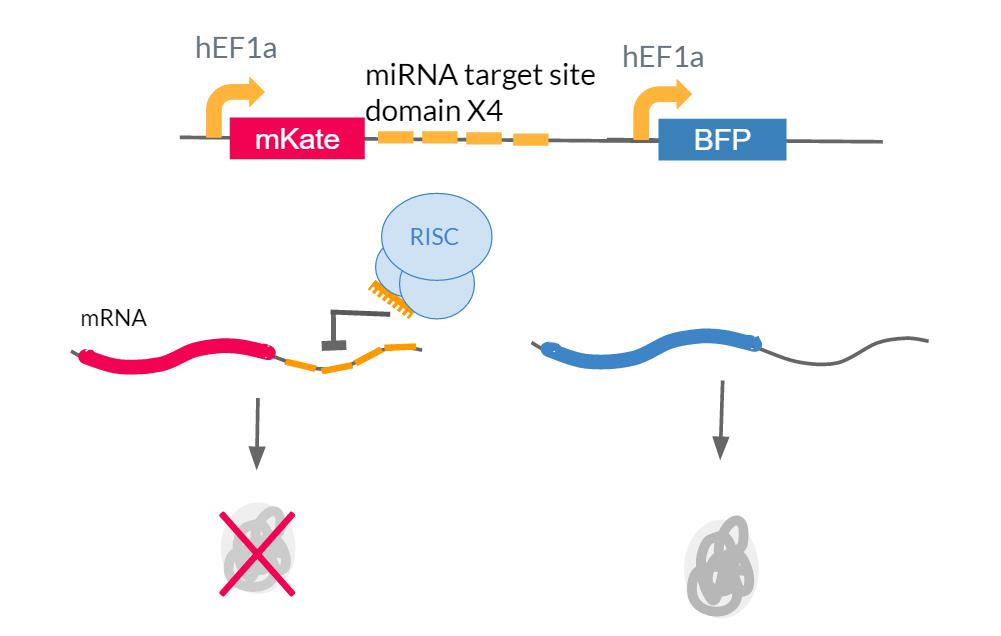 hEF1a
hEF1a
miRNA target site
domain X4
mKate
BFP
RISC
mRNA